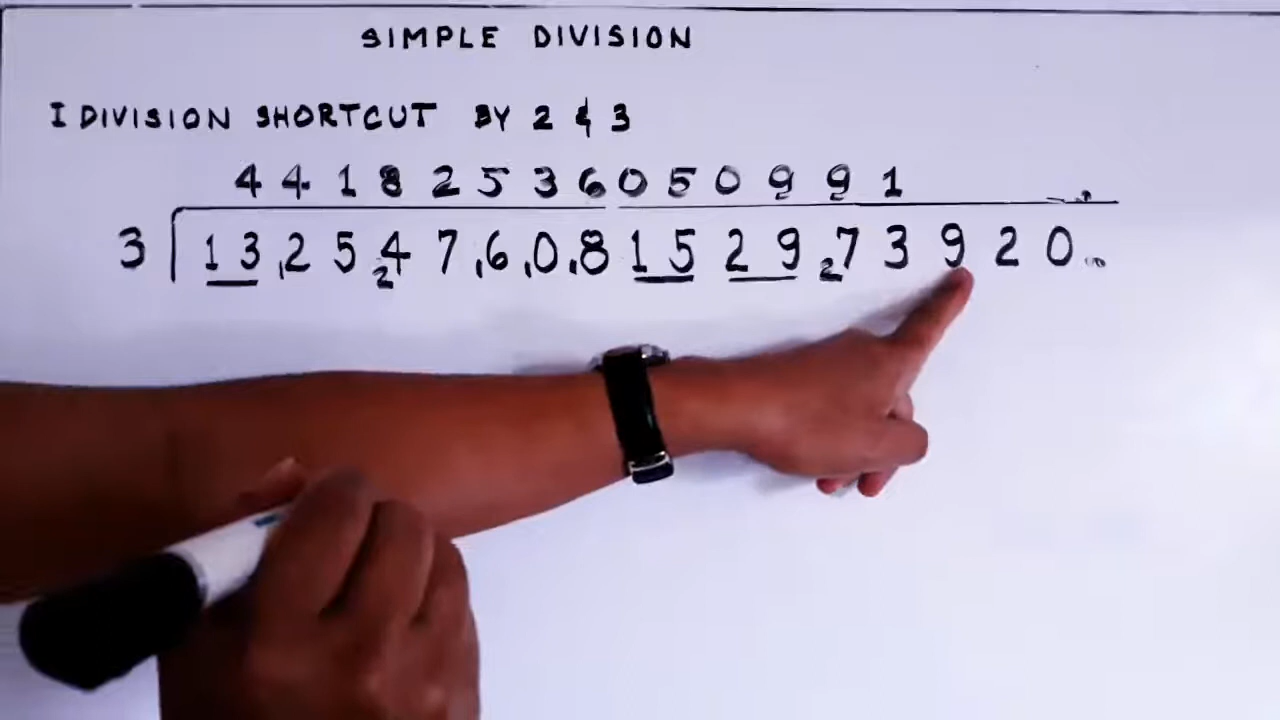 SIMPLE DIVISION
I DIVISION SHORTCUT BY 2 & 3
4 4 1 8 2 5 3 6 0 5 0 9 9 1
3 1 3 , 2 5 2 4 7 , 6 , 0 , 8 1 5 2 9 2 7 3 9 2 0